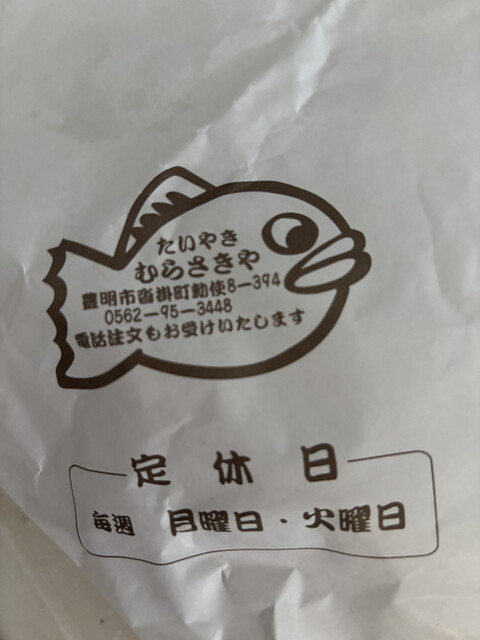 たいやき
むらさきや
豊明市沓掛町勅使8-394
0562-95-3448
電話注文もお受けいたします
定休日
毎週 月曜日・火曜日